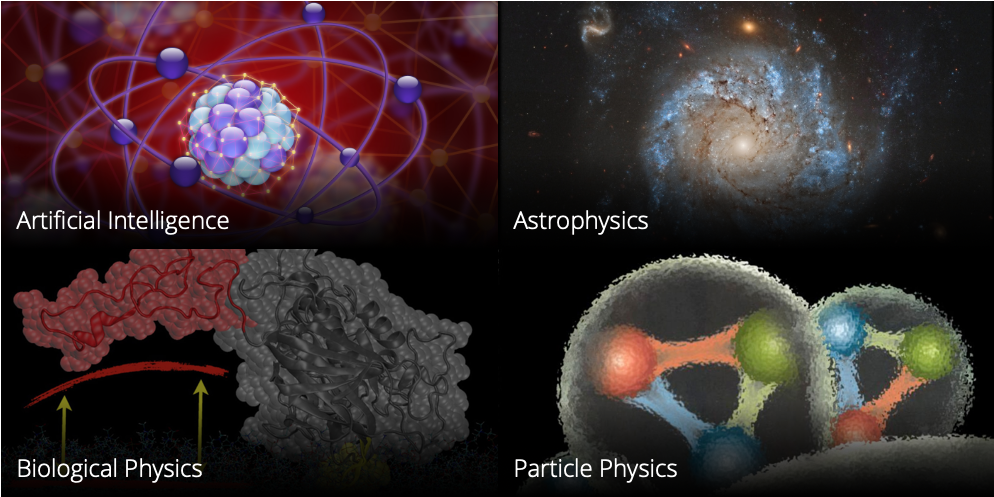 Artificial Intelligence
Astrophysics
Biological Physics
Particle Physics